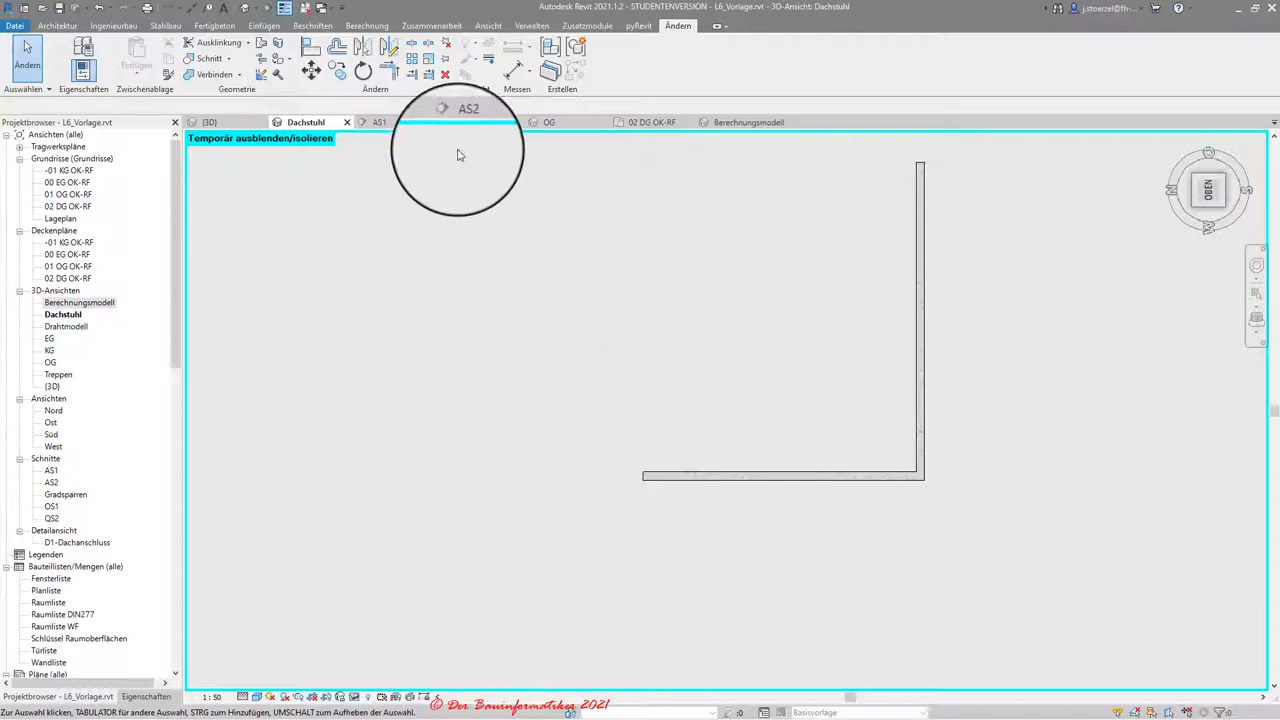 Autodesk Revit 2021.1.2 - STUDENTENVERSION - L6_Vorlage.rvt - 3D-Ansicht: Dachstuhl
j.stoerzel@fh-...
Datei Architektur Ingenieurbau Stahlbau Fertigbeton Einfügen Beschriften Berechnung Zusammenarbeit Ansicht Verwalten Zusatzmodule pyRevit Ändern
Ausklinkung
Schnitt
Verbinden
Ändern
Einfügen
Auswählen Eigenschaften Zwischenablage Geometrie Ändern Messen Erstellen
AS2
Projektbrowser - L6_Vorlage.rvt
{3D} Dachstuhl AS1 OG 02 DG OK-RF Berechnungsmodell
Temporär ausblenden/isolieren
Ansichten (alle)
Tragwerkspläne
Grundrisse (Grundrisse)
-01 KG OK-RF
00 EG OK-RF
01 OG OK-RF
02 DG OK-RF
Lageplan
Deckenpläne
-01 KG OK-RF
00 EG OK-RF
01 OG OK-RF
02 DG OK-RF
3D-Ansichten
Berechnungsmodell
Dachstuhl
Drahtmodell
EG
KG
OG
Treppen
{3D}
Ansichten
Nord
Ost
Süd
West
Schnitte
AS1
AS2
Gradsparren
OS1
QS2
Detailansicht
D1-Dachanschluss
Legenden
Bauteillisten/Mengen (alle)
Fensterliste
Planliste
Raumliste
Raumliste DIN277
Raumliste WF
Schlüssel Raumoberflächen
Türliste
Wandliste
Pläne (alle)
OBEN
O
N
S
W
Projektbrowser - L6_Vorlage.rvt Eigenschaften
1 : 50
© Der Bauinformatiker 2021
Zur Auswahl klicken, TABULATOR für andere Auswahl, STRG zum Hinzufügen, UMSCHALT zum Aufheben der Auswahl.
:0
Basisvorlage
:0